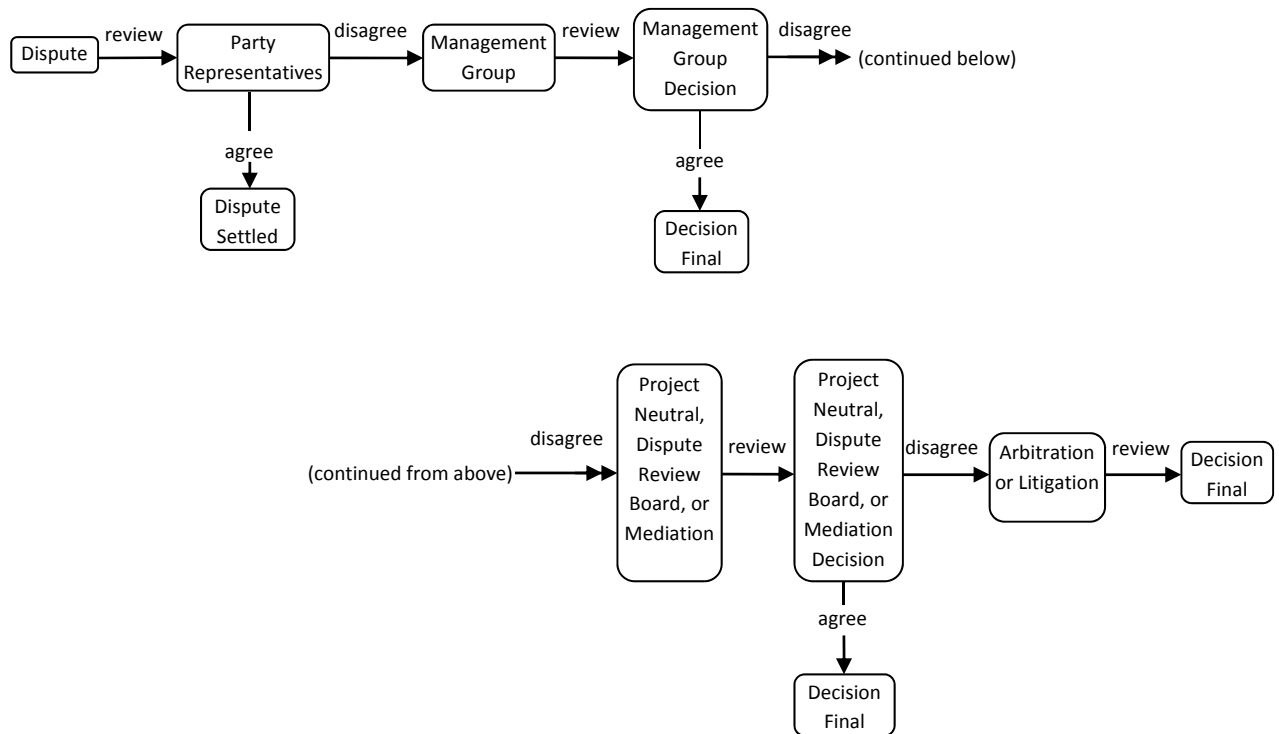 Dispute
review
Party
Representatives
disagree
Management
Group
review
Management
Group
Decision
disagree
(continued below)
agree
Dispute
Settled
agree
Decision
Final
(continued from above)
disagree
Project
Neutral,
Dispute
Review
Board, or
Mediation
review
Project
Neutral,
Dispute
Review
Board, or
Mediation
Decision
disagree
Arbitration
or Litigation
review
Decision
Final
agree
Decision
Final